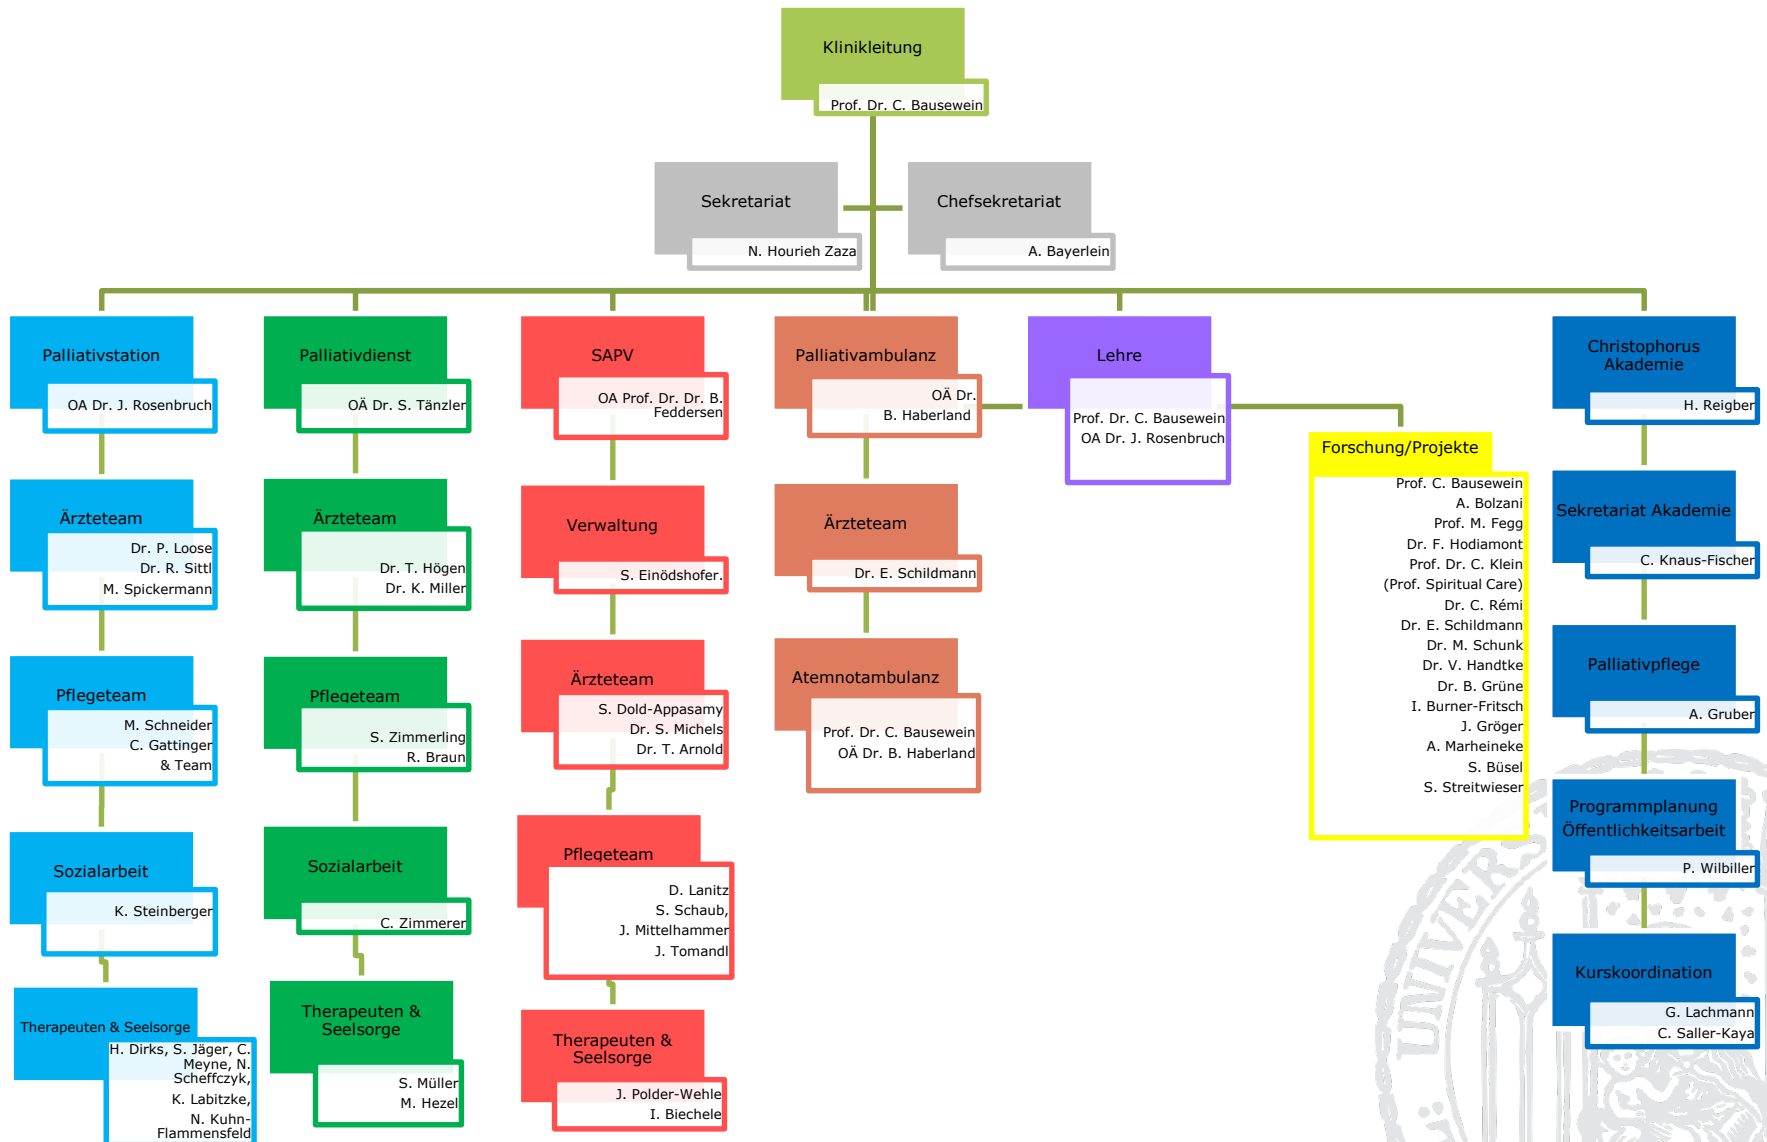 Klinikleitung
Prof. Dr. C. Bausewein
Sekretariat
N. Hourieh Zaza
Chefsekretariat
A. Bayerlein
Palliativstation
OA Dr. J. Rosenbruch
Ärzteteam
Dr. P. Loose
Dr. R. Sittl
M. Spickermann
Pflegeteam
M. Schneider
C. Gattinger
& Team
Sozialarbeit
K. Steinberger
Therapeuten & Seelsorge
H. Dirks, S. Jäger, C.
Meyne, N.
Scheffczyk,
K. Labitzke,
N. Kuhn-
Flammensfeld
Palliativdienst
OÄ Dr. S. Tänzler
Ärzteteam
Dr. T. Högen
Dr. K. Miller
Pflegeteam
S. Zimmerling
R. Braun
Sozialarbeit
C. Zimmerer
Therapeuten &
Seelsorge
S. Müller
M. Hezel
SAPV
OA Prof. Dr. Dr. B.
Feddersen
Verwaltung
S. Einödshofer.
Ärzteteam
S. Dold-Appasamy
Dr. S. Michels
Dr. T. Arnold
Pflegeteam
D. Lanitz
S. Schaub,
J. Mittelhammer
J. Tomandl
Therapeuten &
Seelsorge
J. Polder-Wehle
I. Biechele
Palliativambulanz
OÄ Dr.
B. Haberland
Ärzteteam
Dr. E. Schildmann
Atemnotambulanz
Prof. Dr. C. Bausewein
OÄ Dr. B. Haberland
Lehre
Prof. Dr. C. Bausewein
OA Dr. J. Rosenbruch
Forschung/Projekte
Prof. C. Bausewein
A. Bolzani
Prof. M. Fegg
Dr. F. Hodiamont
Prof. Dr. C. Klein
(Prof. Spiritual Care)
Dr. C. Rémi
Dr. E. Schildmann
Dr. M. Schunk
Dr. V. Handtke
Dr. B. Grüne
I. Burner-Fritsch
J. Gröger
A. Marheineke
S. Büsel
S. Streitwieser
Christophorus
Akademie
H. Reigber
Sekretariat Akademie
C. Knaus-Fischer
Palliativpflege
A. Gruber
Programmplanung
Öffentlichkeitsarbeit
P. Wilbiller
Kurskoordination
G. Lachmann
C. Saller-Kaya
UNIVERS